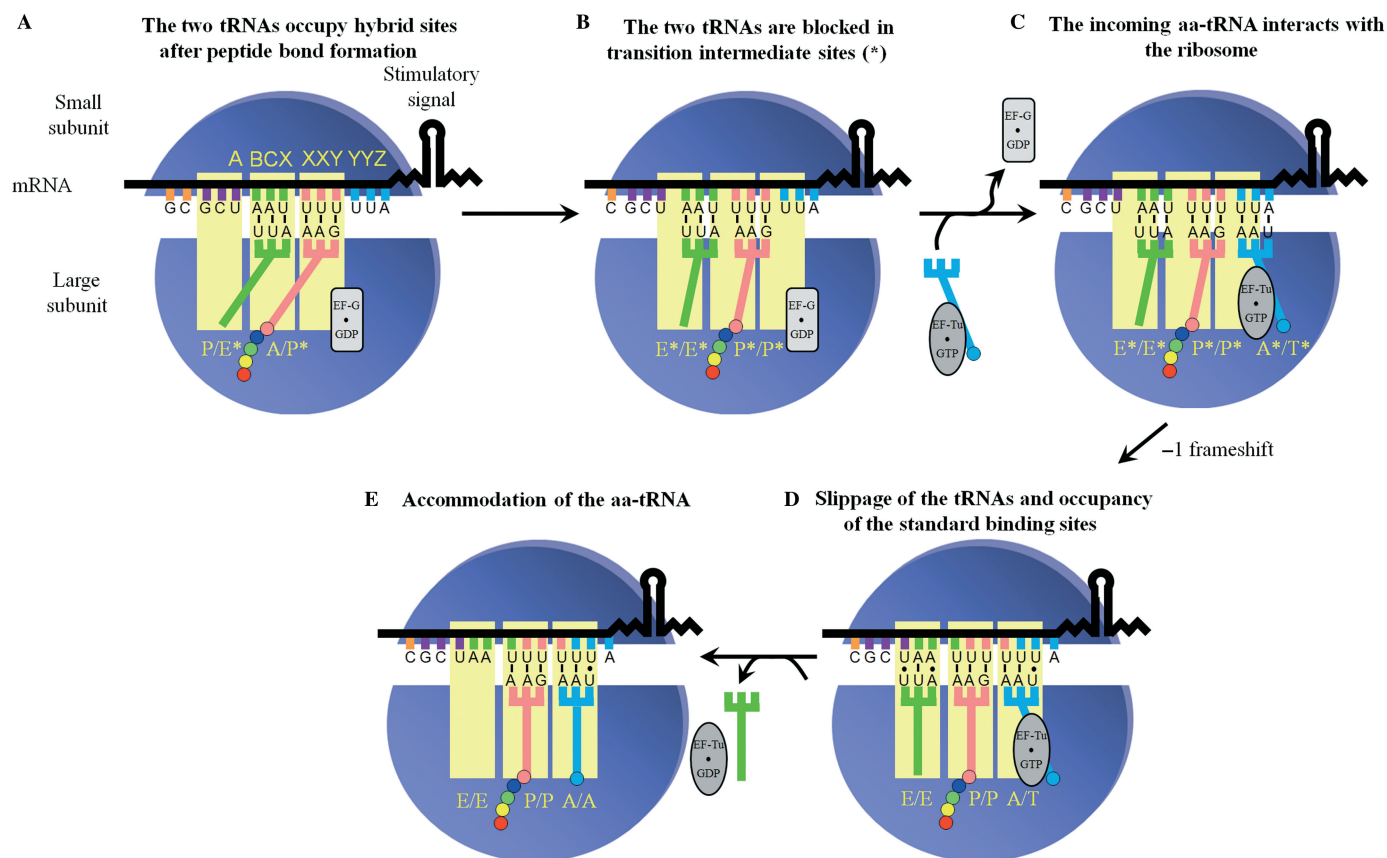 A
The two tRNAs occupy hybrid sites
after peptide bond formation
Stimulatory
signal
Small
subunit
A BCX XXY YYZ
mRNA
G C G C U A A U U U U U U A
U U A A A G
Large
subunit
EF-G
GDP
P/E* A/P*
B
The two tRNAs are blocked in
transition intermediate sites (*)
C G C U A A U U U U U U A
U U A A A G
EF-G
GDP
E*/E* P*/P*
EF-G
GDP
EF-Tu
GTP
C
The incoming aa-tRNA interacts with
the ribosome
C G C U A A U U U U U U A
U U A A A G A A U
EF-Tu
GTP
E*/E* P*/P* A*/T*
–1 frameshift
D
Slippage of the tRNAs and occupancy
of the standard binding sites
C G C U A A U U U U U U A
U U A A A G A A U
EF-Tu
GTP
E/E P/P A/T
EF-Tu
GDP
E
Accommodation of the aa-tRNA
C G C U A A U U U U U U A
A A G A A U
E/E P/P A/A